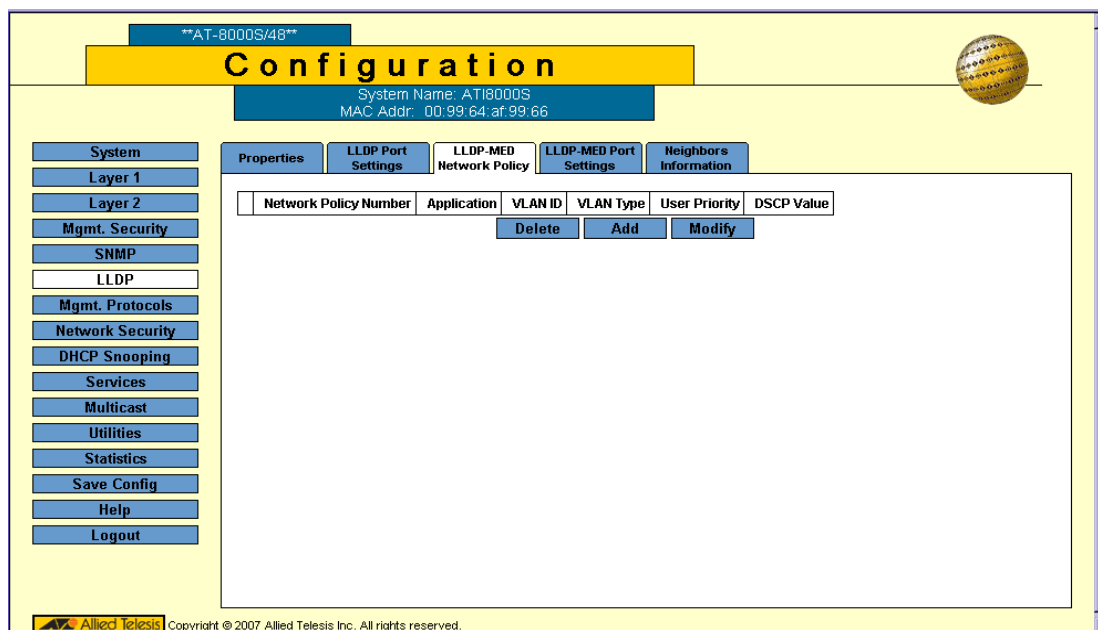 **AT-8000S/48**
Configuration
System Name: ATI8000S
MAC Addr: 00:99:64:af:99:66
System
Layer 1
Layer 2
Mgmt. Security
SNMP
LLDP
Mgmt. Protocols
Network Security
DHCP Snooping
Services
Multicast
Utilities
Statistics
Save Config
Help
Logout
Properties
LLDP Port
Settings
LLDP-MED
Network Policy
LLDP-MED Port
Settings
Neighbors
Information
Network Policy Number Application VLAN ID VLAN Type User Priority DSCP Value
Delete Add Modify
Allied Telesis Copyright © 2007 Allied Telesis Inc. All rights reserved.